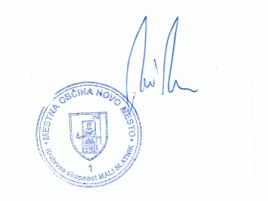 MESTNA OBČINA NOVO MESTO
Krajevna skupnost MALI SLATNIK
1